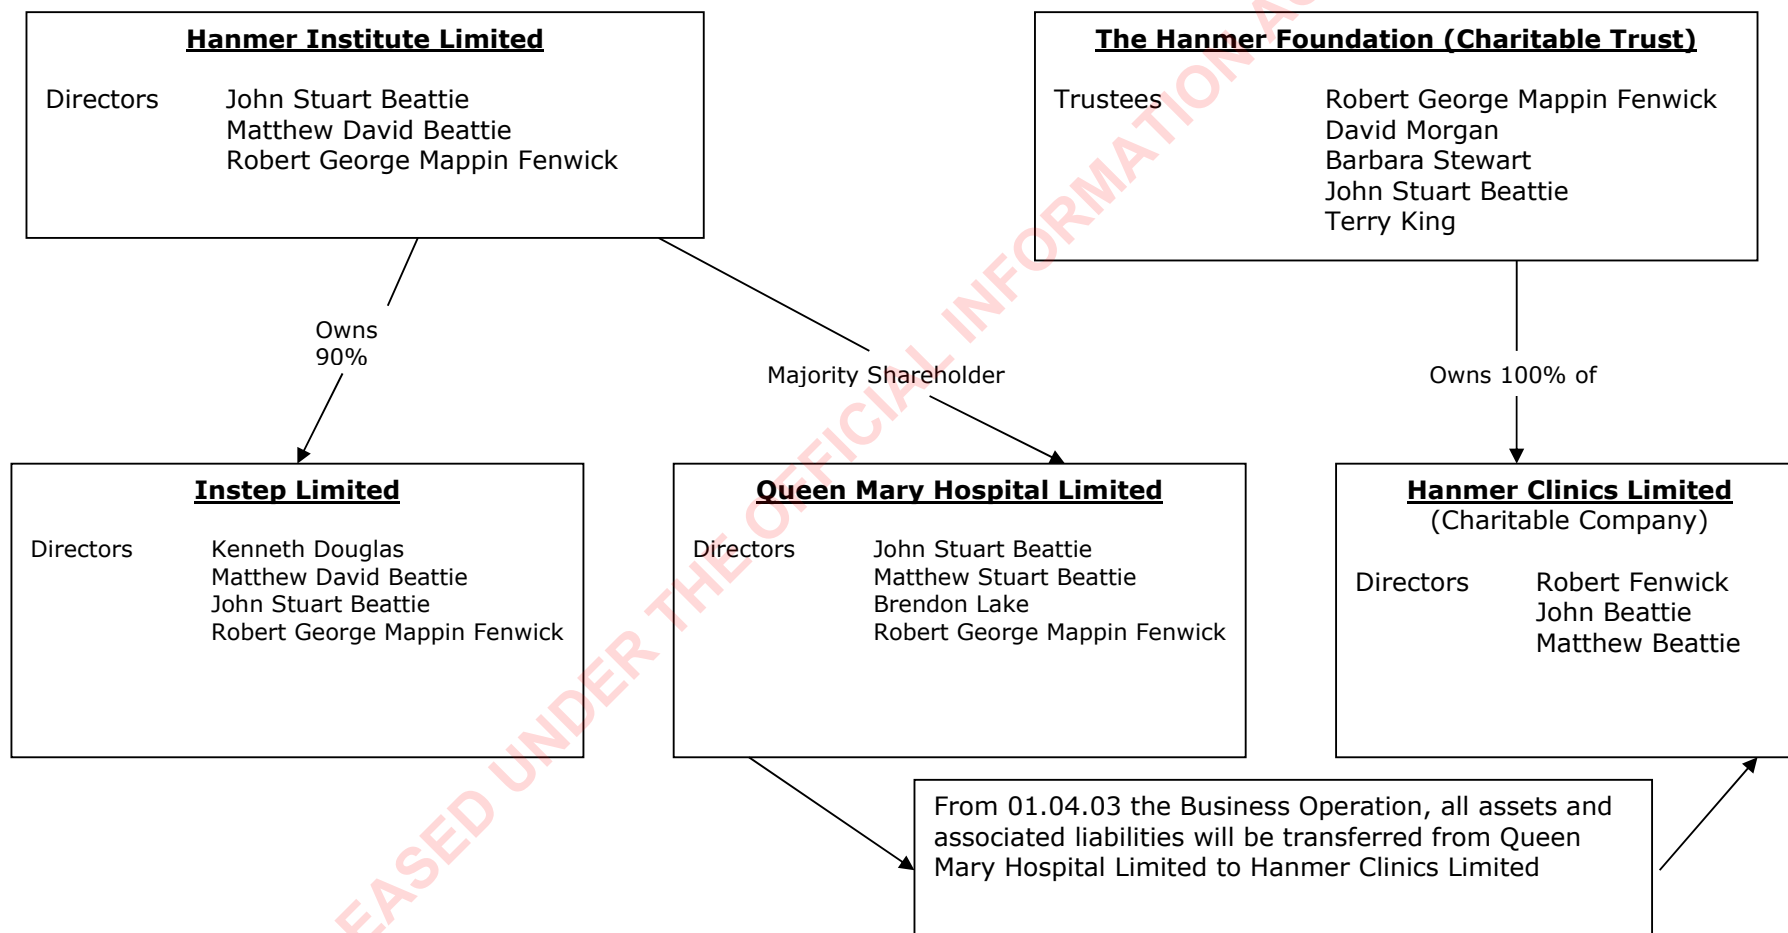 Hanmer Institute Limited
Directors John Stuart Beattie
Matthew David Beattie
Robert George Mappin Fenwick
The Hanmer Foundation (Charitable Trust)
Trustees Robert George Mappin Fenwick
David Morgan
Barbara Stewart
John Stuart Beattie
Terry King
Owns
90%
Majority Shareholder
Owns 100% of
Instep Limited
Directors Kenneth Douglas
Matthew David Beattie
John Stuart Beattie
Robert George Mappin Fenwick
Queen Mary Hospital Limited
Directors John Stuart Beattie
Matthew Stuart Beattie
Brendon Lake
Robert George Mappin Fenwick
Hanmer Clinics Limited
(Charitable Company)
Directors Robert Fenwick
John Beattie
Matthew Beattie
From 01.04.03 the Business Operation, all assets and
associated liabilities will be transferred from Queen
Mary Hospital Limited to Hanmer Clinics Limited
EASED UNDER THE OFFICIAL INFORMATION